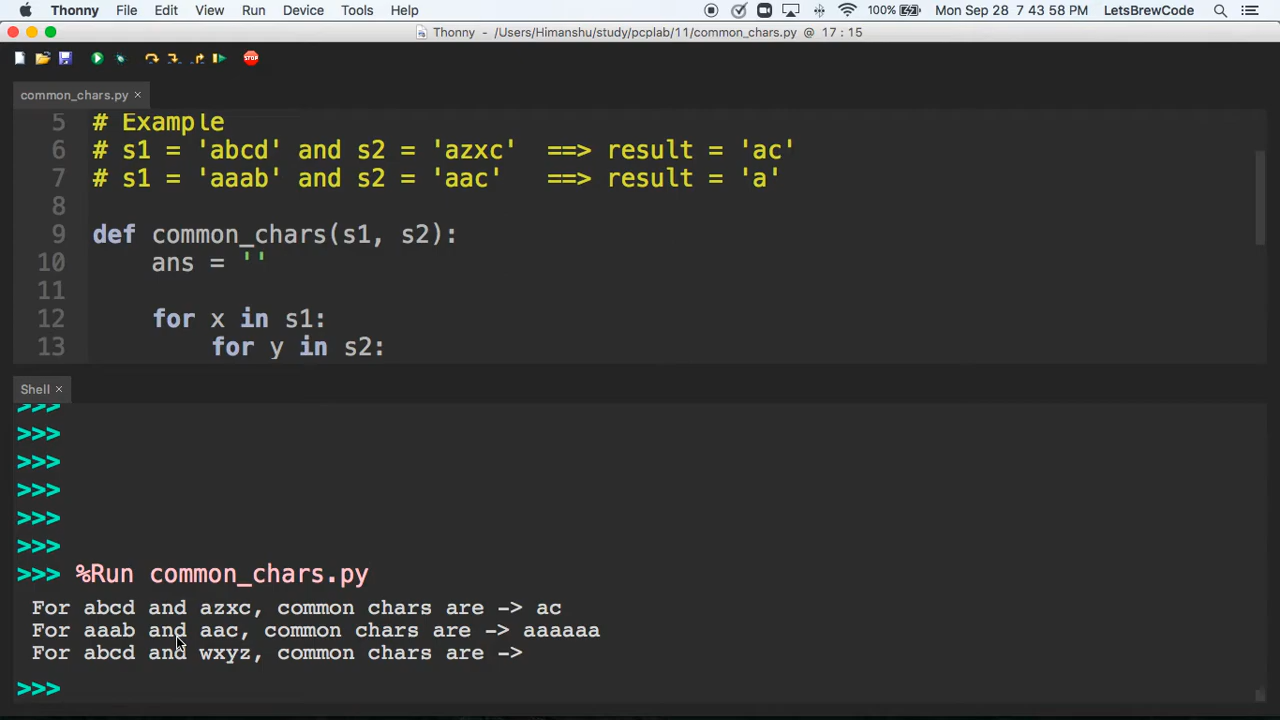 Thonny File Edit View Run Device Tools Help 100% Mon Sep 28 7 43 58 PM LetsBrewCode
Thonny - /Users/Himanshu/study/pcplab/11/common_chars.py @ 17 : 15
STOP
common_chars.py ×
5 # Example
6 # s1 = 'abcd' and s2 = 'azxc' ==> result = 'ac'
7 # s1 = 'aaab' and s2 = 'aac' ==> result = 'a'
8
9 def common_chars(s1, s2):
10 ans = ''
11
12 for x in s1:
13 for y in s2:
Shell ×
>>>
>>>
>>>
>>>
>>>
>>>
>>> %Run common_chars.py
For abcd and azxc, common chars are -> ac
For aaab and aac, common chars are -> aaaaaa
For abcd and wxyz, common chars are ->
>>>